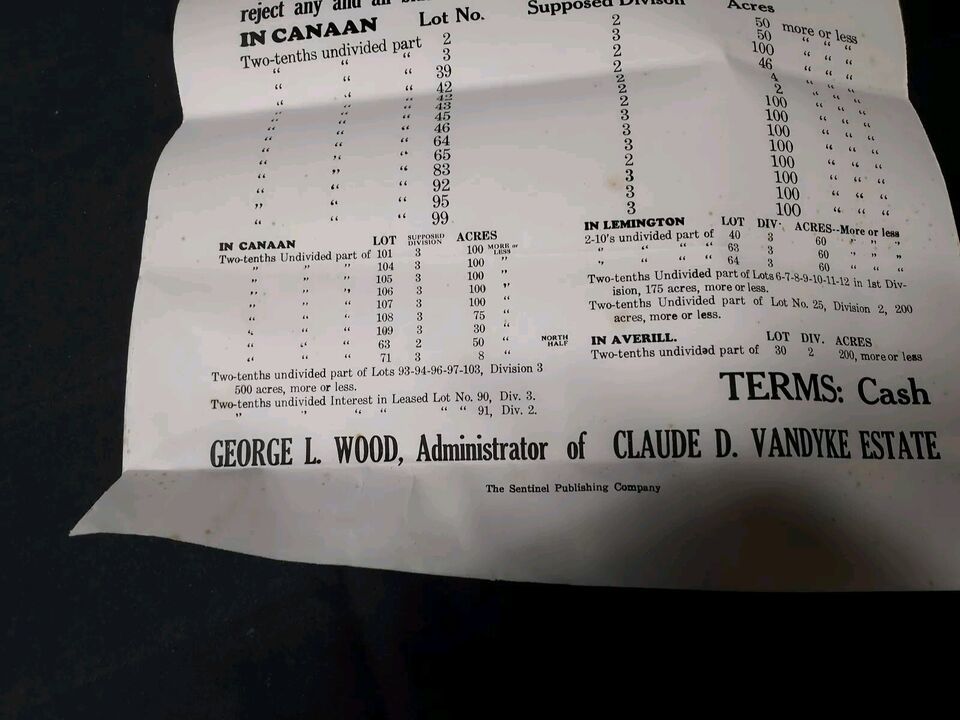 reject any and all
IN CANAAN Lot No. Supposed Divison Acres
Two-tenths undivided part 2 2 50 more or less
“ “ “ 3 3 50 “ “ “
“ “ “ 39 2 100 “ “ “
“ “ “ 42 2 46 “ “ “
“ “ “ 42 2 4 “ “ “
“ “ “ 43 2 2 “ “ “
“ “ “ 45 2 100 “ “ “
“ “ “ 46 3 100 “ “ “
“ “ “ 64 3 100 “ “ “
“ „ “ 65 3 100 “ “ “
“ „ “ 83 2 100 “ “ “
“ “ “ 92 3 100 “ “ “
„ “ “ 95 3 100 “ “ “
“ “ “ 99 3 100 “ “ “
IN CANAAN LOT SUPPOSED DIVISION ACRES
Two-tenths Undivided part of 101 3 100 MORE or LESS
„ „ „ 104 3 100 „
„ „ “ 105 3 100 “
„ „ “ 106 3 100 „
„ „ “ 107 3 100 “
„ “ “ 108 3 75 “
“ “ “ 109 3 30 “
“ “ “ 63 2 50 “ NORTH HALF
“ “ “ 71 3 8 “
Two-tenths undivided part of Lots 93-94-96-97-103, Division 3
500 acres, more or less.
Two-tenths undivided Interest in Leased Lot No. 90, Div. 3.
„ „ “ “ “ “ 91, Div. 2.
IN LEMINGTON LOT DIV. ACRES--More or less
2-10's undivided part of 40 3 60 „ „ „
“ “ “ “ 63 3 60 „ „ „
„ “ “ “ 64 3 60 “ “ “
Two-tenths Undivided part of Lots 6-7-8-9-10-11-12 in 1st Div-
ision, 175 acres, more or less.
Two-tenths Undivided part of Lot No. 25, Division 2, 200
acres, more or less.
IN AVERILL. LOT DIV. ACRES
Two-tenths undivided part of 30 2 200, more or less
TERMS: Cash
GEORGE L. WOOD, Administrator of CLAUDE D. VANDYKE ESTATE
The Sentinel Publishing Company